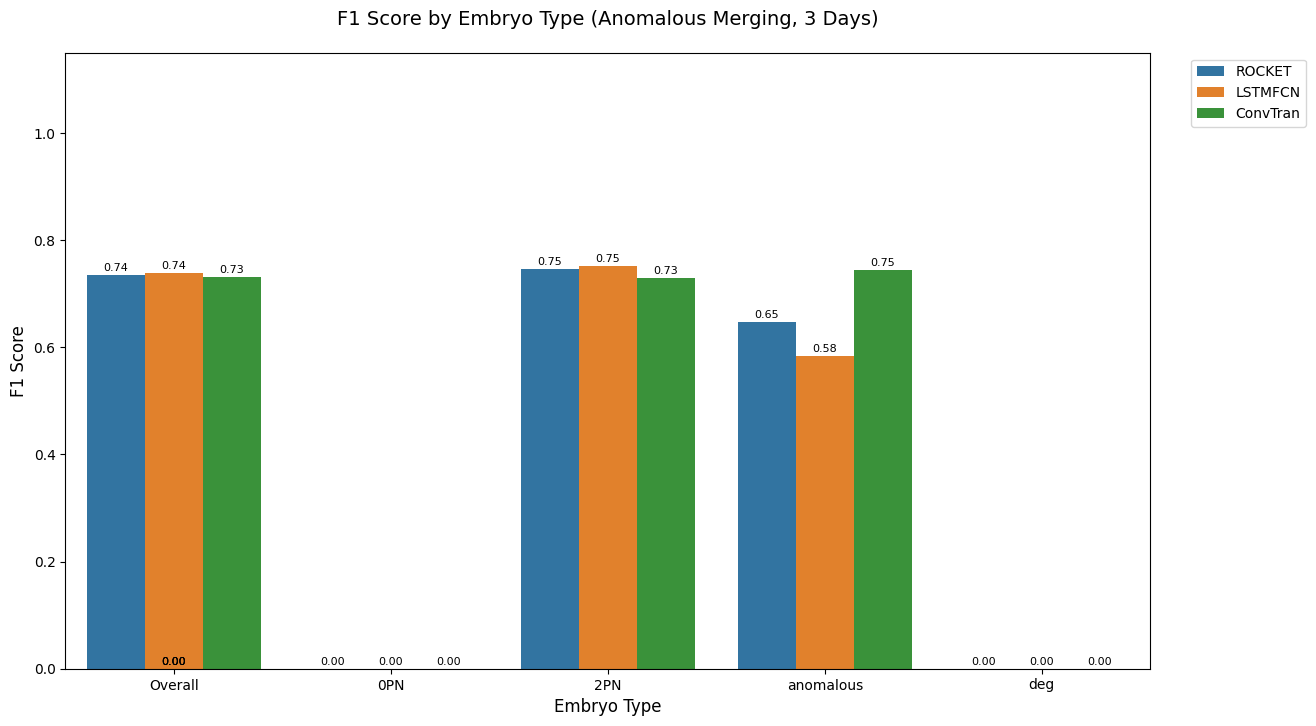 F1 Score by Embryo Type (Anomalous Merging, 3 Days)
ROCKET
LSTMFCN
ConvTran
F1 Score
1.0
0.8
0.6
0.4
0.2
0.0
0.74
0.74
0.73
0.00
0.00
0.00
0.00
0.75
0.75
0.73
0.65
0.58
0.75
0.00
0.00
0.00
Overall
0PN
2PN
anomalous
deg
Embryo Type